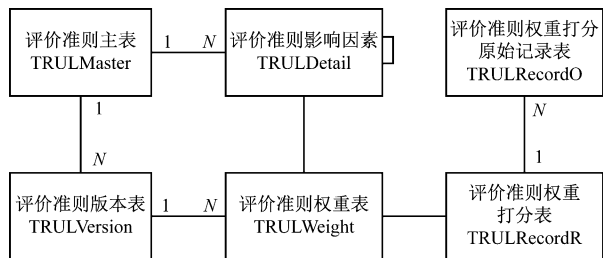 评价准则主表
TRULMaster
1
N
评价准则影响因素
TRULDetail
评价准则权重打分
原始记录表
TRULRecordO
1
N
N
1
评价准则版本表
TRULVersion
1
N
评价准则权重表
TRULWeight
评价准则权重
打分表
TRULRecordR